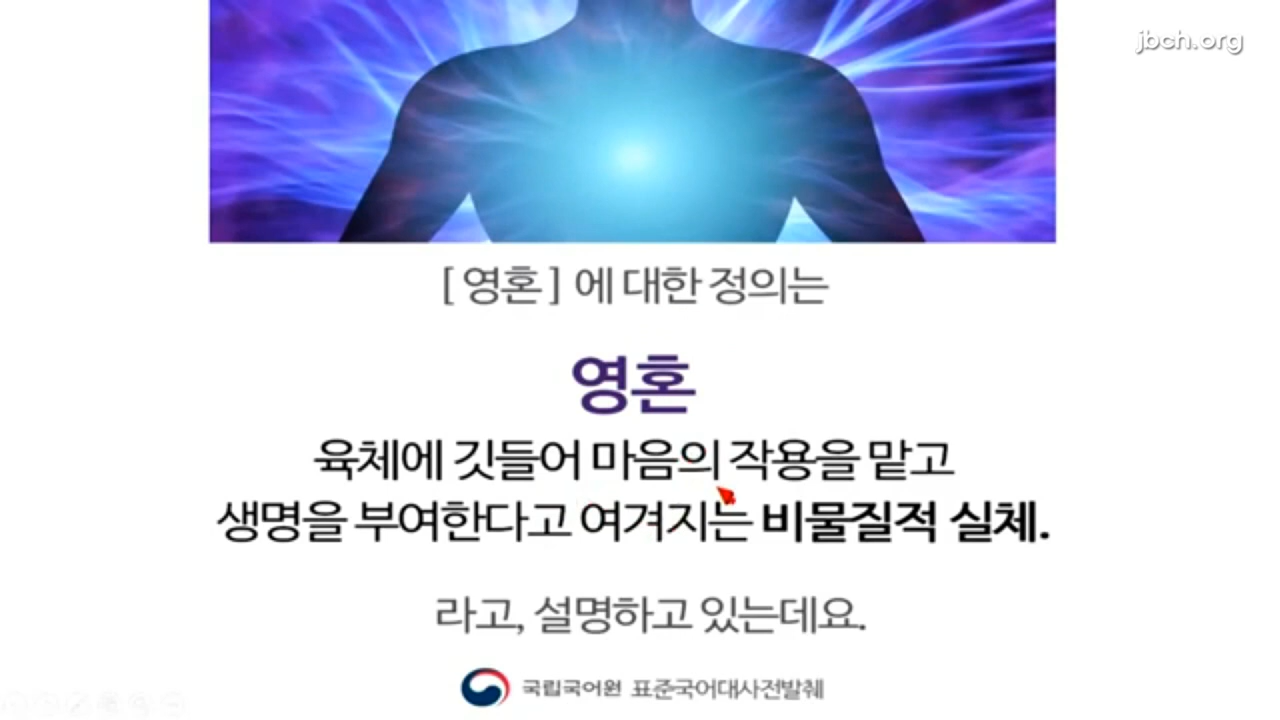 jbch.org
[ 영혼 ] 에 대한 정의는
영혼
육체에 깃들어 마음의 작용을 맡고
생명을 부여한다고 여겨지는 비물질적 실체.
라고, 설명하고 있는데요.
국립국어원 표준국어대사전발췌